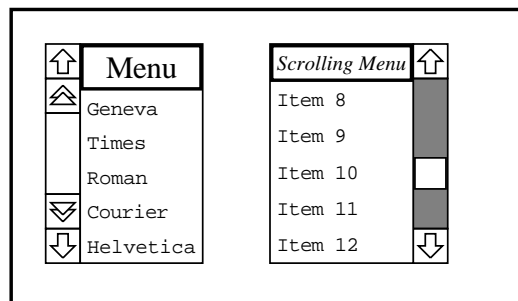 Menu
Geneva
Times
Roman
Courier
Helvetica
Scrolling Menu
Item 8
Item 9
Item 10
Item 11
Item 12